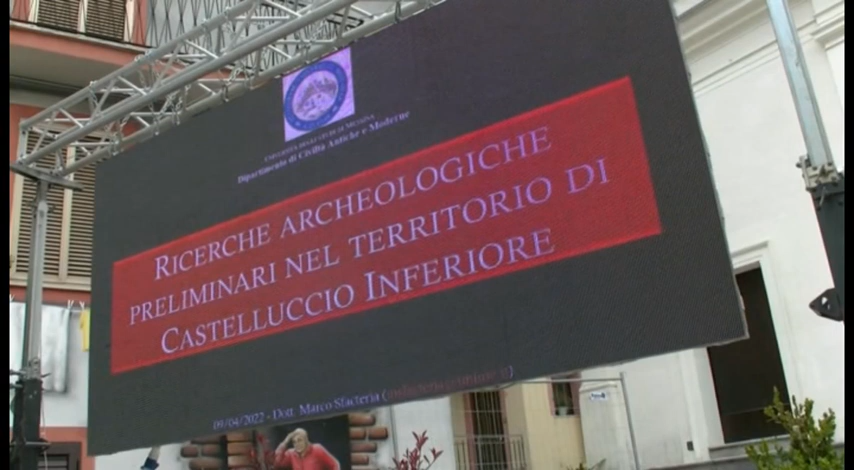 UNIVERSITÀ DEGLI STUDI DI MESSINA
Dipartimento di Civiltà Antiche e Moderne
RICERCHE ARCHEOLOGICHE
PRELIMINARI NEL TERRITORIO DI
CASTELLUCCIO INFERIORE
09/04/2022 - Dott. Marco Sfacteria